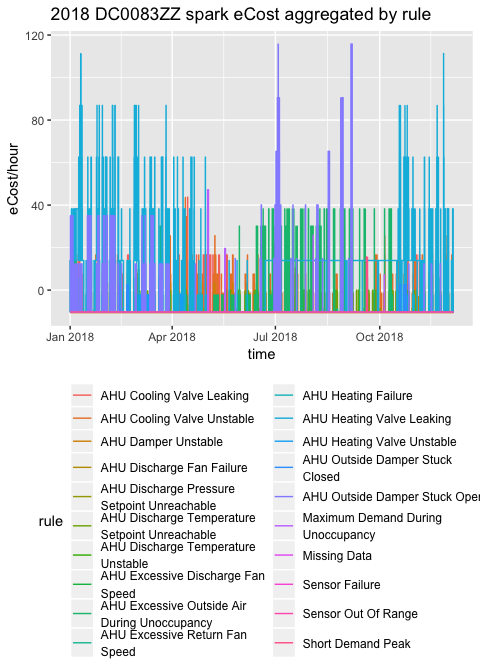 2018 DC0083ZZ spark eCost aggregated by rule
120
80
40
0
eCost/hour
Jan 2018
Apr 2018
Jul 2018
Oct 2018
time
rule
AHU Cooling Valve Leaking
AHU Cooling Valve Unstable
AHU Damper Unstable
AHU Discharge Fan Failure
AHU Discharge Pressure
Setpoint Unreachable
AHU Discharge Temperature
Setpoint Unreachable
AHU Discharge Temperature
Unstable
AHU Excessive Discharge Fan
Speed
AHU Excessive Outside Air
During Unoccupancy
AHU Excessive Return Fan
Speed
AHU Heating Failure
AHU Heating Valve Leaking
AHU Heating Valve Unstable
AHU Outside Damper Stuck
Closed
AHU Outside Damper Stuck Oper
Maximum Demand During
Unoccupancy
Missing Data
Sensor Failure
Sensor Out Of Range
Short Demand Peak